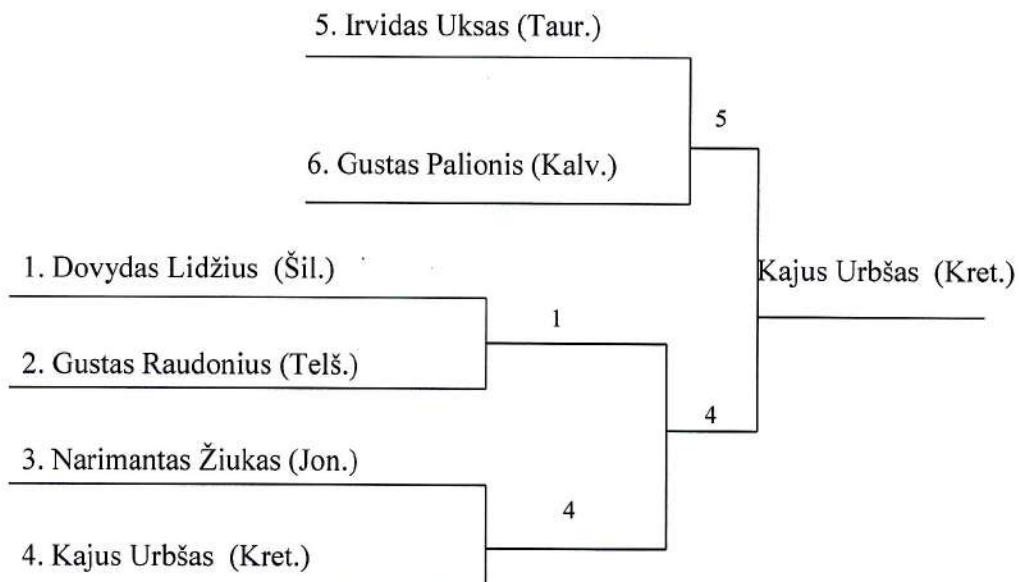 5. Irvidas Uksas (Taur.)
5
6. Gustas Palionis (Kalv.)
1. Dovydas Lidžius (Šil.)
Kajus Urbšas (Kret.)
1
2. Gustas Raudonius (Telš.)
4
3. Narimantas Žiukas (Jon.)
4
4. Kajus Urbšas (Kret.)